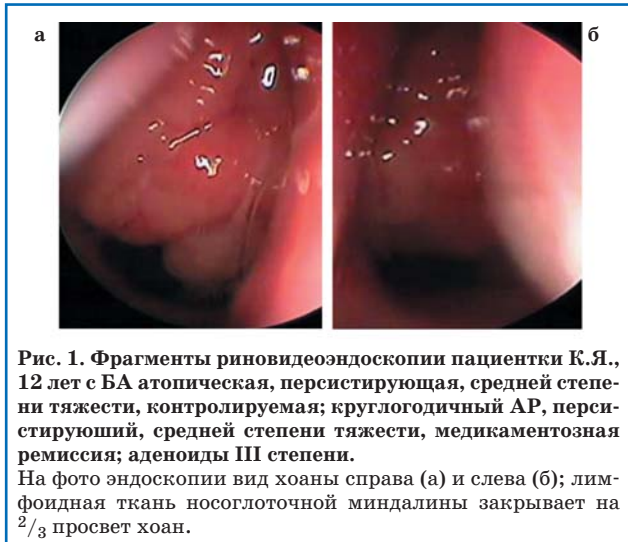 а
б
Рис. 1. Фрагменты риновидеоэндоскопии пациентки К.Я.,
12 лет с БА атопическая, персистирующая, средней степе-
ни тяжести, контролируемая; круглогодичный АР, перси-
стируюший, средней степени тяжести, медикаментозная
ремиссия; аденоиды III степени.
На фото эндоскопии вид хоаны справа (а) и слева (б); лим-
фоидная ткань носоглоточной миндалины закрывает на
2/3 просвет хоан.